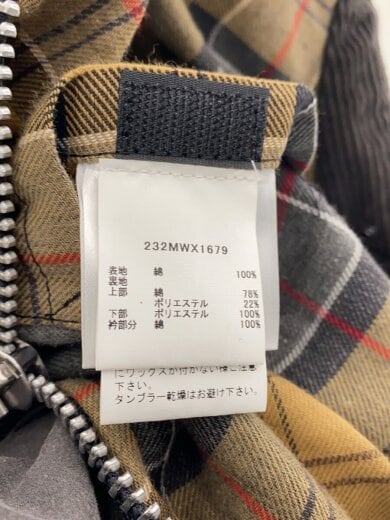 232MWX1679
表地 綿 100%
裏地
上部 綿 78%
ポリエステル 22%
下部 ポリエステル 100%
衿部分 綿 100%
にワックスが付かない様ご注意
下さい。
タンブラー乾燥はお避け下さい。